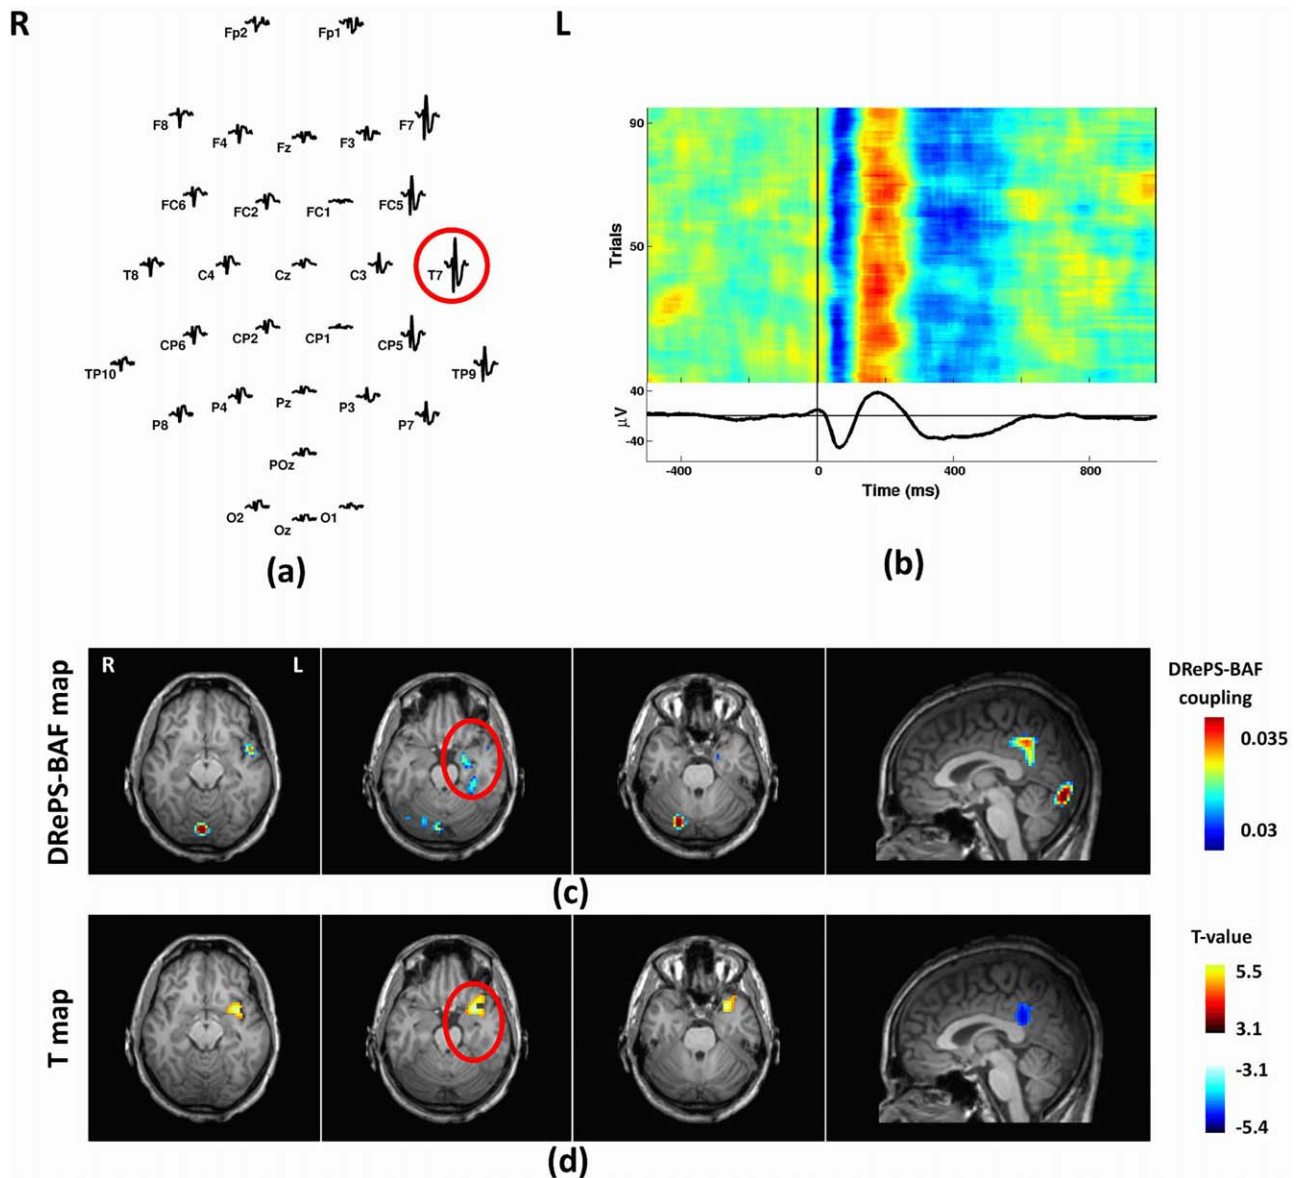 R
L
Fp2 Fp1
F8 F4 Fz F3 F7
FC6 FC2 FC1 FC5
T8 C4 Cz C3 T7
CP6 CP2 CP1 CP5
TP10 TP9
P8 P4 Pz P3 P7
POz
O2 Oz O1
(a)
Trials
90
50
μV
40
-40
-400 0 400 800
Time (ms)
(b)
DRePS-BAF map
R L
DRePS-BAF
coupling
0.035
0.03
(c)
T map
T-value
5.5
3.1
-3.1
-5.4
(d)